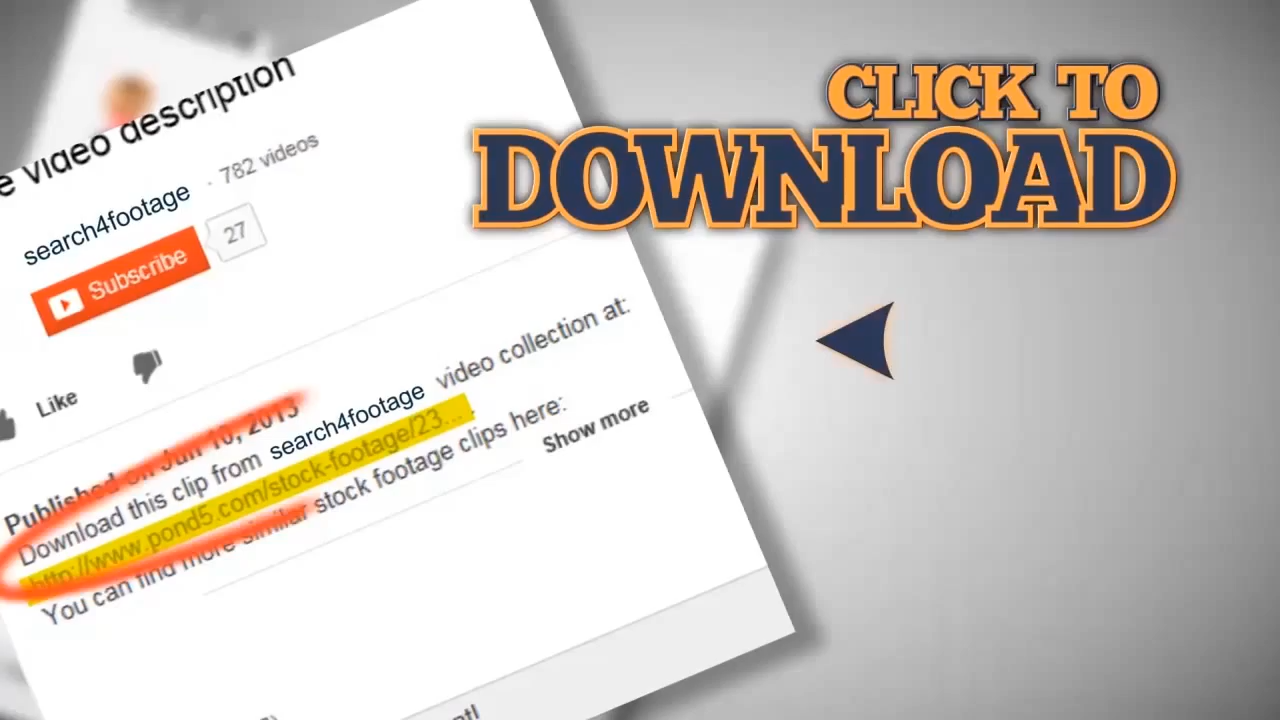 CLICK TO
DOWNLOAD
e video description
search4footage · 782 videos
Subscribe 27
Like
Published on Jun 10, 2013
Download this clip from search4footage video collection at:
http://www.pond5.com/stock-footage/23...
You can find more similar stock footage clips here:
Show more